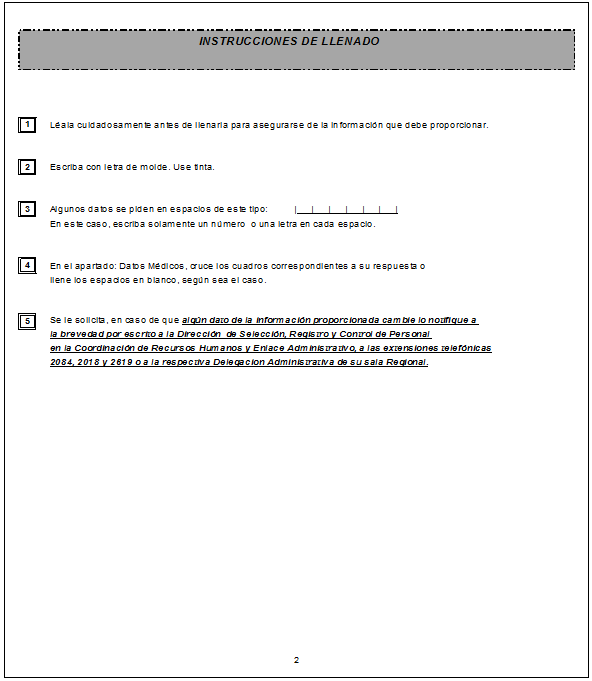 INSTRUCCIONES DE LLENADO
1 Léala cuidadosamente antes de llenarla para asegurarse de la información que debe proporcionar.
2 Escriba con letra de molde. Use tinta.
3 Algunos datos se piden en espacios de este tipo: |__|__|__|__|__|__|
En este caso, escriba solamente un número o una letra en cada espacio.
4 En el apartado: Datos Médicos, cruce los cuadros correspondientes a su respuesta o
llene los espacios en blanco, según sea el caso.
5 Se le solicita, en caso de que algún dato de la información proporcionada cambie lo notifique a
la brevedad por escrito a la Dirección de Selección, Registro y Control de Personal
en la Coordinación de Recursos Humanos y Enlace Administrativo, a las extensiones telefónicas
2084, 2018 y 2619 o a la respectiva Delegacion Administrativa de su sala Regional.
2